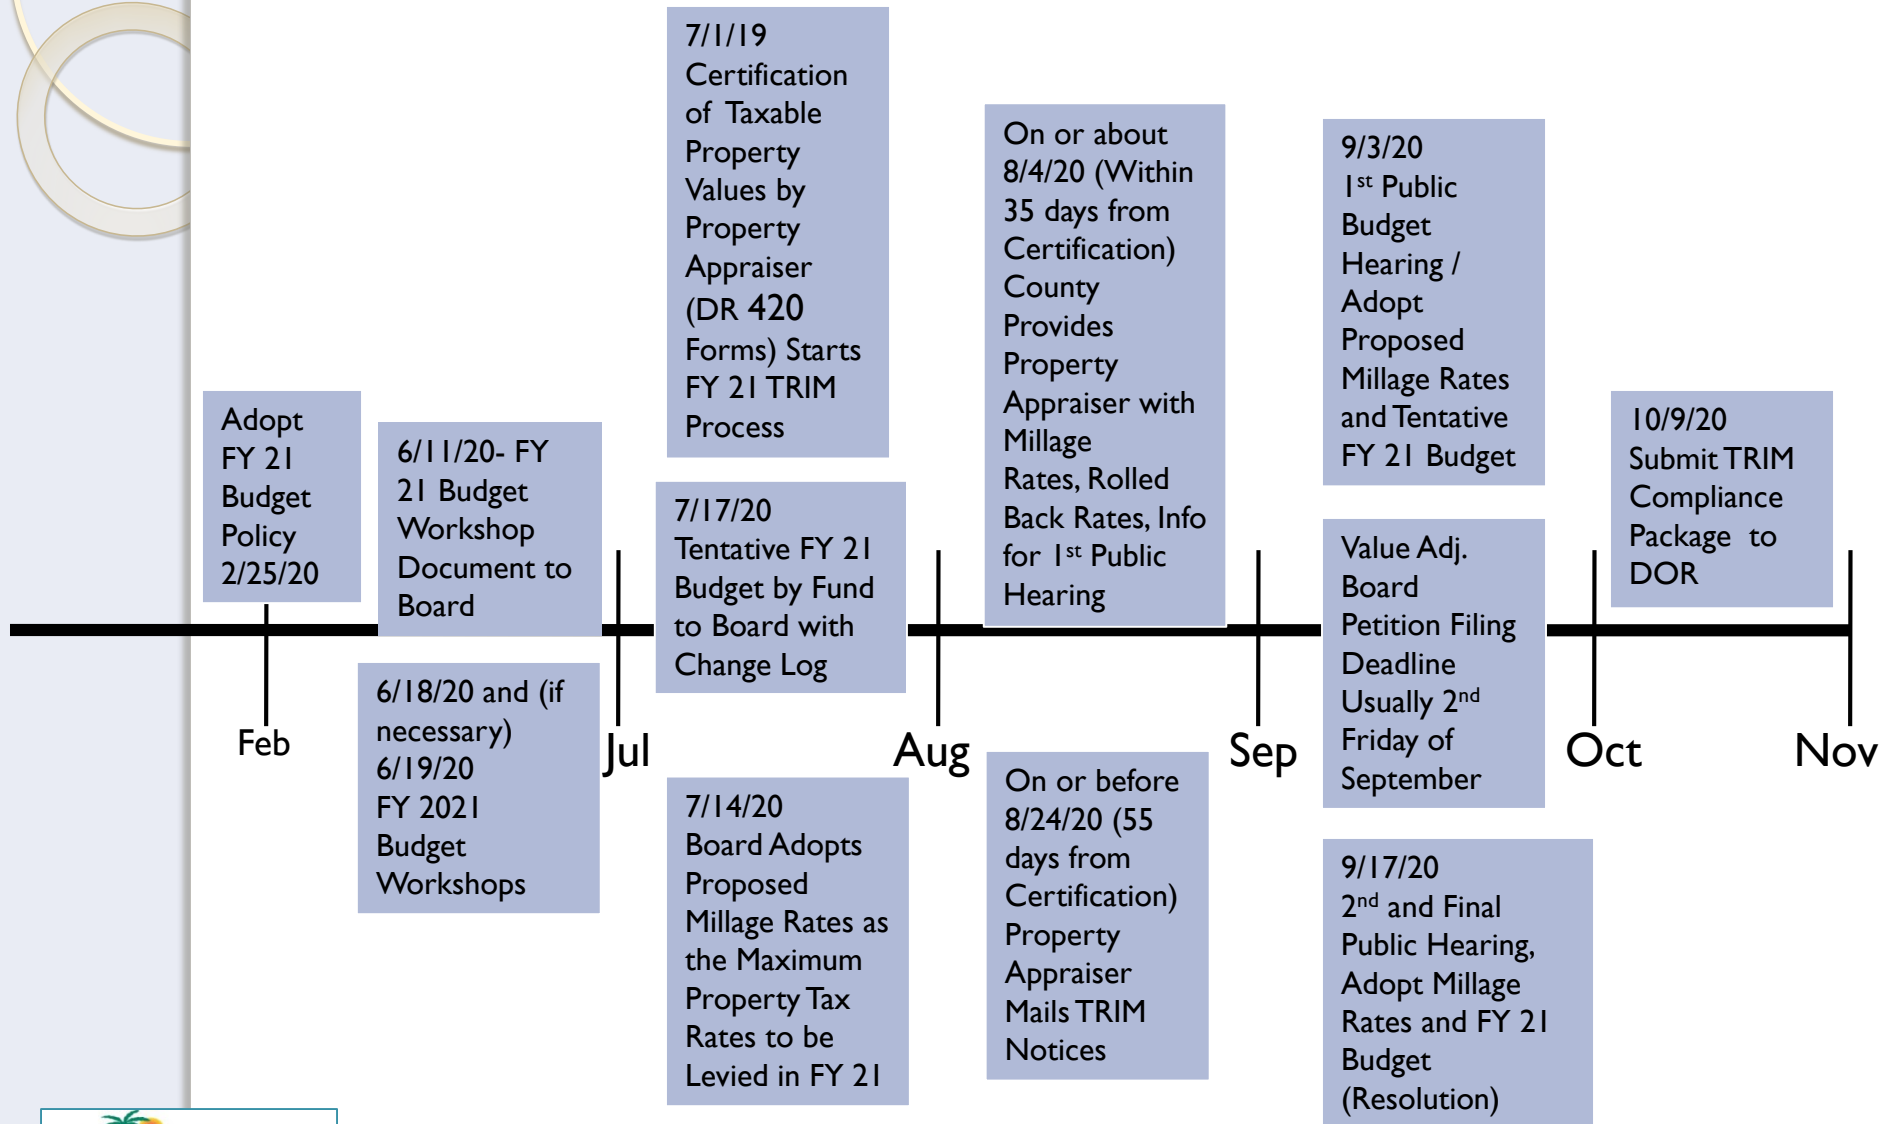 Adopt
FY 21
Budget
Policy
2/25/20
6/11/20- FY
21 Budget
Workshop
Document to
Board
6/18/20 and (if
necessary)
6/19/20
FY 2021
Budget
Workshops
7/1/19
Certification
of Taxable
Property
Values by
Property
Appraiser
(DR 420
Forms) Starts
FY 21 TRIM
Process
7/17/20
Tentative FY 21
Budget by Fund
to Board with
Change Log
7/14/20
Board Adopts
Proposed
Millage Rates as
the Maximum
Property Tax
Rates to be
Levied in FY 21
On or about
8/4/20 (Within
35 days from
Certification)
County
Provides
Property
Appraiser with
Millage
Rates, Rolled
Back Rates, Info
for 1st Public
Hearing
On or before
8/24/20 (55
days from
Certification)
Property
Appraiser
Mails TRIM
Notices
9/3/20
1st Public
Budget
Hearing /
Adopt
Proposed
Millage Rates
and Tentative
FY 21 Budget
Value Adj.
Board
Petition Filing
Deadline
Usually 2nd
Friday of
September
9/17/20
2nd and Final
Public Hearing,
Adopt Millage
Rates and FY 21
Budget
(Resolution)
10/9/20
Submit TRIM
Compliance
Package to
DOR
Feb
Jul
Aug
Sep
Oct
Nov